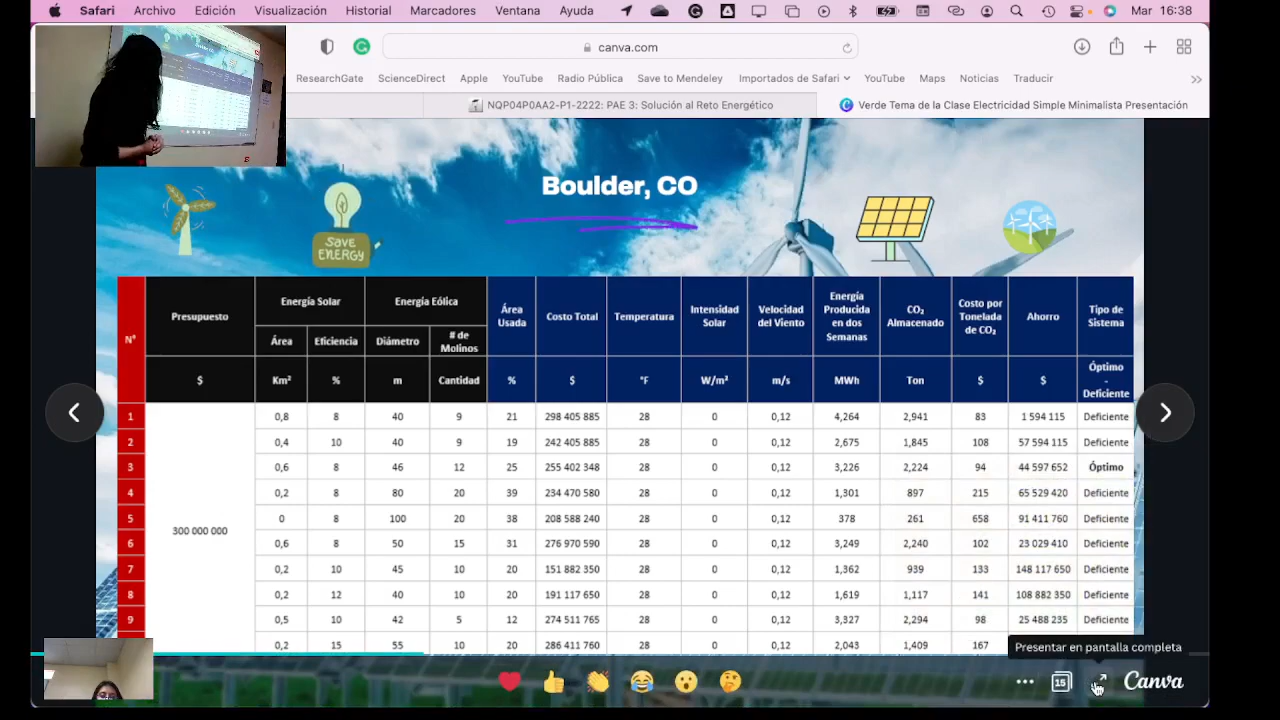 Safari Archivo Edición Visualización Historial Marcadores Ventana Ayuda Mar 16:38
canva.com
ResearchGate ScienceDirect Apple YouTube Radio Pública Save to Mendeley Importados de Safari YouTube Maps Noticias Traducir
NQP04P0AA2-P1-2222: PAE 3: Solución al Reto Energético Verde Tema de la Clase Electricidad Simple Minimalista Presentación
Boulder, CO
SAVE
ENERGY
N° Presupuesto Energía Solar Energía Eólica Área Usada Costo Total Temperatura Intensidad Solar Velocidad del Viento Energía Producida en dos Semanas CO₂ Almacenado Costo por Tonelada de CO₂ Ahorro Tipo de Sistema
Área Eficiencia Diámetro # de Molinos
$ Km² % m Cantidad % $ °F W/m² m/s MWh Ton $ $ Óptimo - Deficiente
1 0,8 8 40 9 21 298 405 885 28 0 0,12 4,264 2,941 83 1 594 115 Deficiente
2 0,4 10 40 9 19 242 405 885 28 0 0,12 2,675 1,845 108 57 594 115 Deficiente
3 0,6 8 46 12 25 255 402 348 28 0 0,12 3,226 2,224 94 44 597 652 Óptimo
4 0,2 8 80 20 39 234 470 580 28 0 0,12 1,301 897 215 65 529 420 Deficiente
5 0 8 100 20 38 208 588 240 28 0 0,12 378 261 658 91 411 760 Deficiente
300 000 000
6 0,6 8 50 15 31 276 970 590 28 0 0,12 3,249 2,240 102 23 029 410 Deficiente
7 0,2 10 45 10 20 151 882 350 28 0 0,12 1,362 939 133 148 117 650 Deficiente
8 0,2 12 40 10 20 191 117 650 28 0 0,12 1,619 1,117 141 108 882 350 Deficiente
9 0,5 10 42 5 12 274 511 765 28 0 0,12 3,327 2,294 98 25 488 235 Deficiente
0,2 15 55 10 20 286 411 760 28 0 0,12 2,043 1,409 167
Presentar en pantalla completa
15 Canva